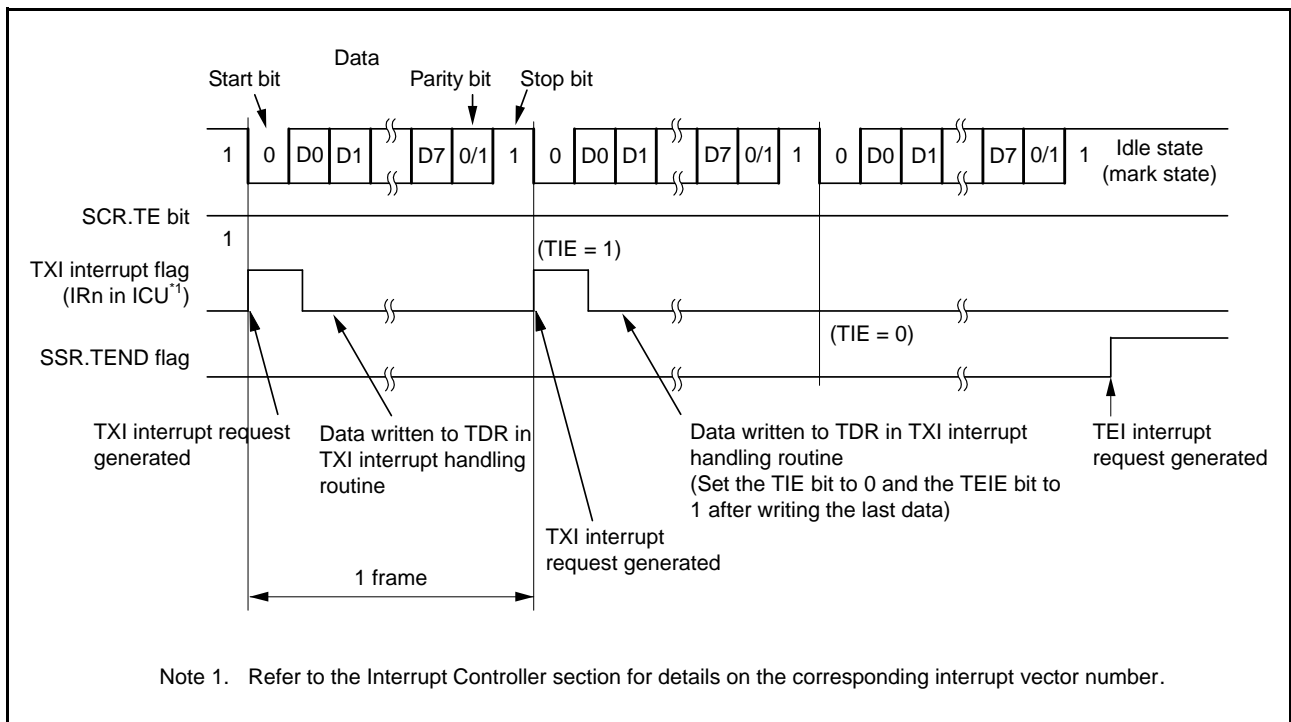 Data
Start bit
Parity bit
Stop bit
1 0 D0 D1 D7 0/1 1 0 D0 D1 D7 0/1 1 0 D0 D1 D7 0/1 1
Idle state
(mark state)
SCR.TE bit
1
(TIE = 1)
TXI interrupt flag
(IRn in ICU*1)
(TIE = 0)
SSR.TEND flag
TXI interrupt request
generated
Data written to TDR in
TXI interrupt handling
routine
Data written to TDR in TXI interrupt
handling routine
(Set the TIE bit to 0 and the TEIE bit to
1 after writing the last data)
TEI interrupt
request generated
TXI interrupt
request generated
1 frame
Note 1. Refer to the Interrupt Controller section for details on the corresponding interrupt vector number.